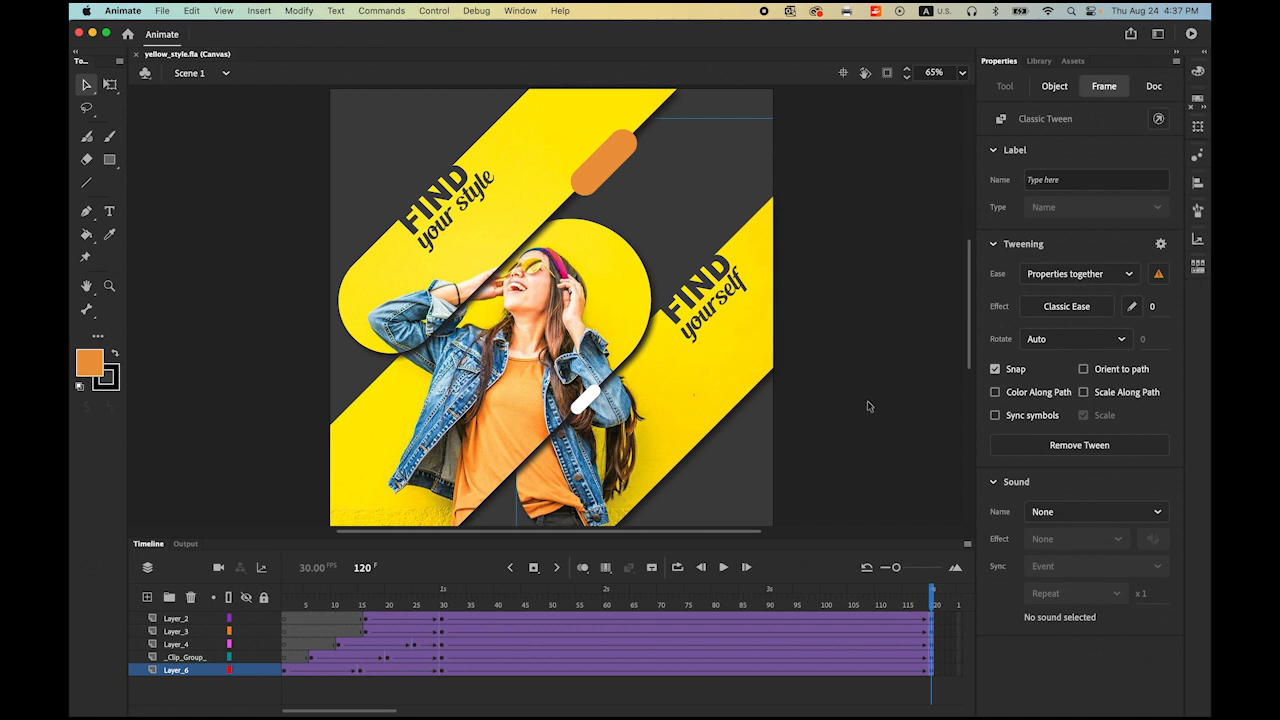 Animate File Edit View Insert Modify Text Commands Control Debug Window Help A U.S. Thu Aug 24 4:37 PM
Animate
To...
yellow_style.fla (Canvas)
Scene 1
65%
FIND
your style
FIND
yourself
Properties Library Assets
Tool Object Frame Doc
Classic Tween
Label
Name Type here
Type Name
Tweening
Ease Properties together
Effect Classic Ease 0
Rotate Auto 0
Snap Orient to path
Color Along Path Scale Along Path
Sync symbols Scale
Remove Tween
Sound
Name None
Effect None
Sync Event
Repeat x 1
No sound selected
Timeline Output
30.00 FPS 120 F
1s 2s 3s
5 10 15 20 25 30 35 40 45 50 55 60 65 70 75 80 85 90 95 100 105 110 115 120 1
Layer_2
Layer_3
Layer_4
_Clip_Group_
Layer_6